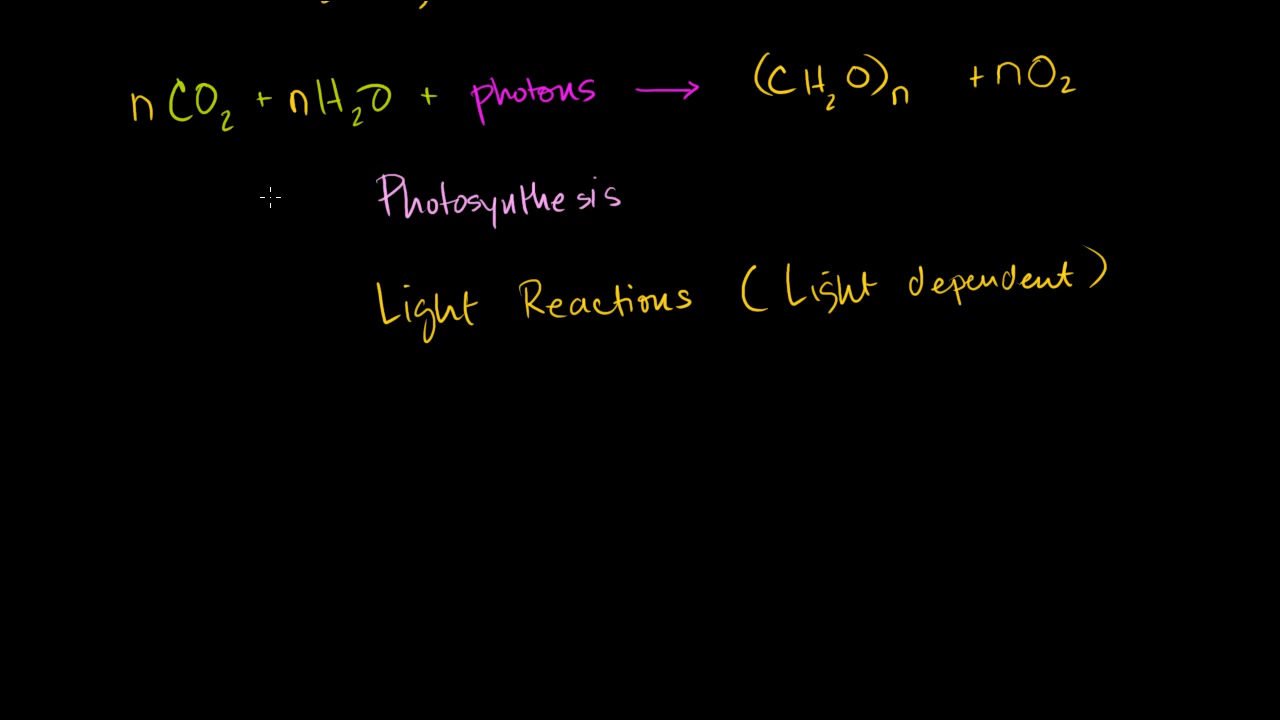 nCO₂ + nH₂O + photons → (CH₂O)ₙ + nO₂
Photosynthesis
Light Reactions (Light dependent)